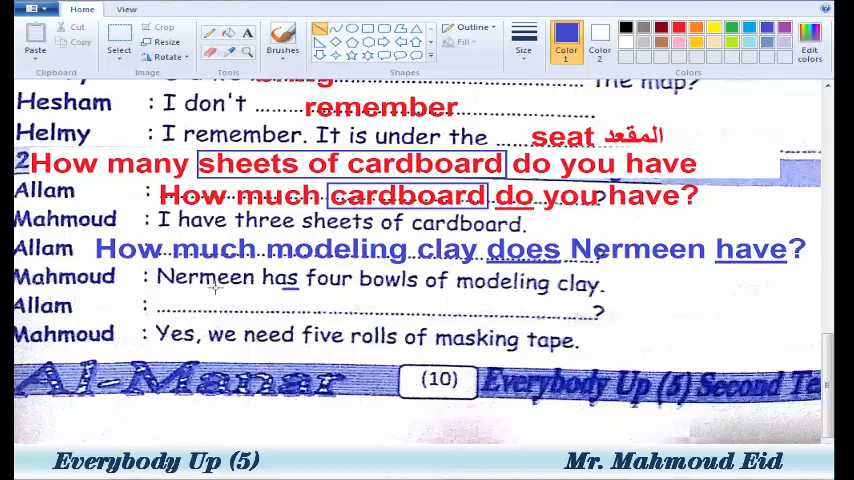 Home View
Paste
Cut
Copy
Clipboard
Select
Crop
Resize
Rotate
Image
A
Tools
Brushes
Shapes
Outline
Fill
Size
Color 1
Color 2
Colors
Edit colors
The map?
Hesham : I don't .......... remember ..........
Helmy : I remember. It is under the .......... seat المقعد
2
How many sheets of cardboard do you have
Allam : How much cardboard do you have?
Mahmoud : I have three sheets of cardboard.
Allam How much modeling clay does Nermeen have?
Mahmoud : Nermeen has four bowls of modeling clay.
Allam : ..........?
Mahmoud : Yes, we need five rolls of masking tape.
Al-Manar (10) Everybody Up (5) Second Te
Everybody Up (5) Mr. Mahmoud Eid